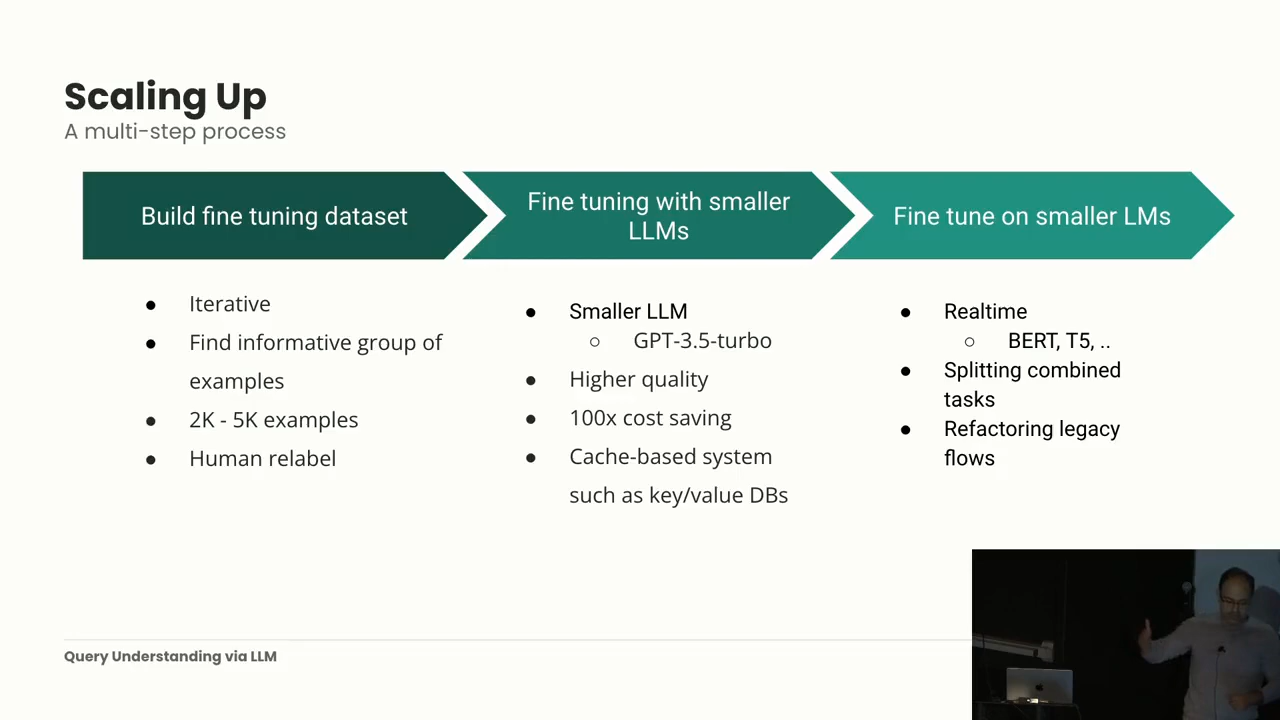 Scaling Up
A multi-step process
Build fine tuning dataset
Fine tuning with smaller
LLMs
Fine tune on smaller LMs
● Iterative
● Find informative group of
examples
● 2K - 5K examples
● Human relabel
● Smaller LLM
○ GPT-3.5-turbo
● Higher quality
● 100x cost saving
● Cache-based system
such as key/value DBs
● Realtime
○ BERT, T5, ..
● Splitting combined
tasks
● Refactoring legacy
flows
Query Understanding via LLM